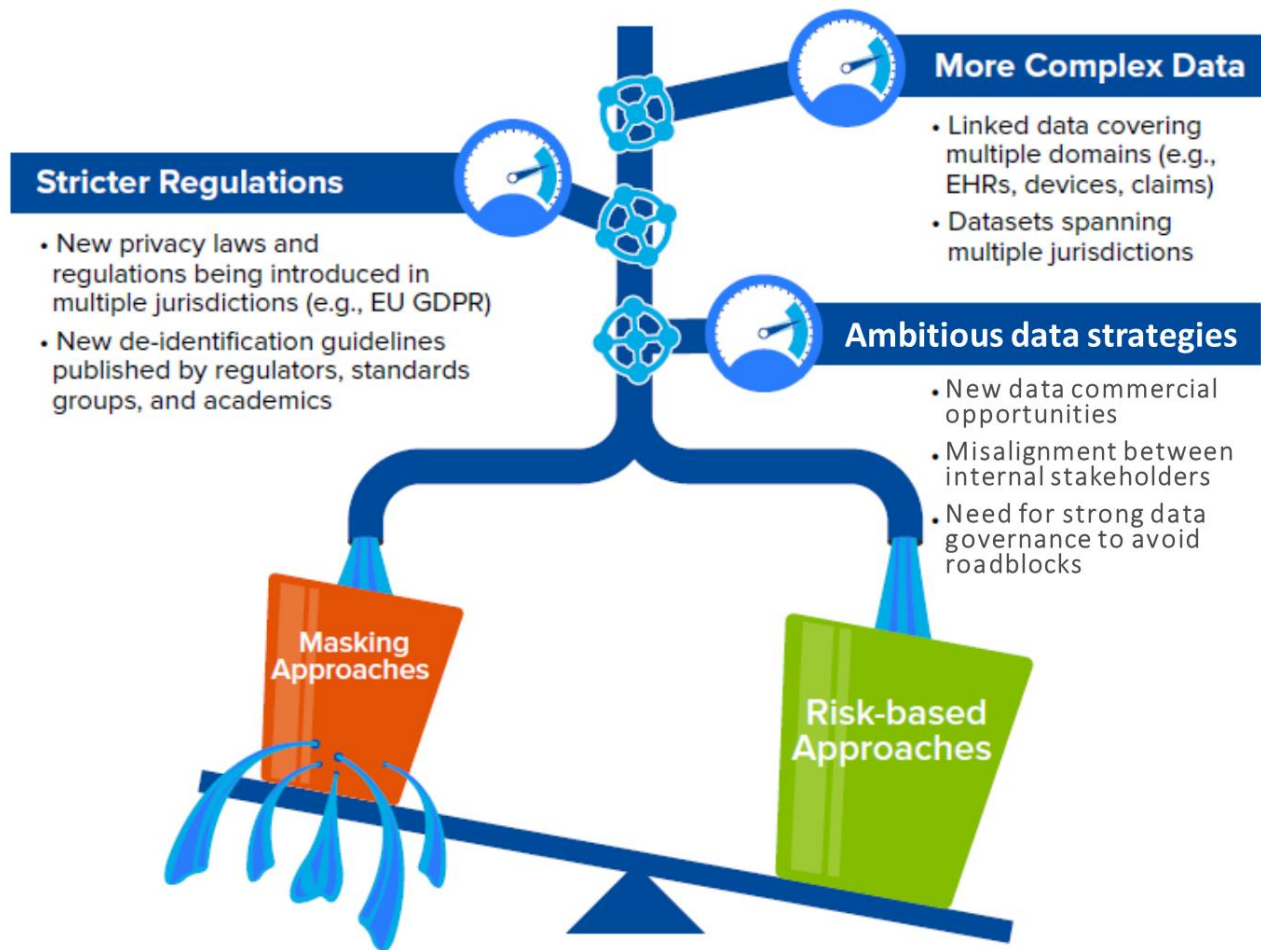 More Complex Data
• Linked data covering
multiple domains (e.g.,
EHRs, devices, claims)
• Datasets spanning
multiple jurisdictions
Stricter Regulations
• New privacy laws and
regulations being introduced in
multiple jurisdictions (e.g., EU GDPR)
• New de-identification guidelines
published by regulators, standards
groups, and academics
Ambitious data strategies
• New data commercial
opportunities
• Misalignment between
internal stakeholders
• Need for strong data
governance to avoid
roadblocks
Masking
Approaches
Risk-based
Approaches